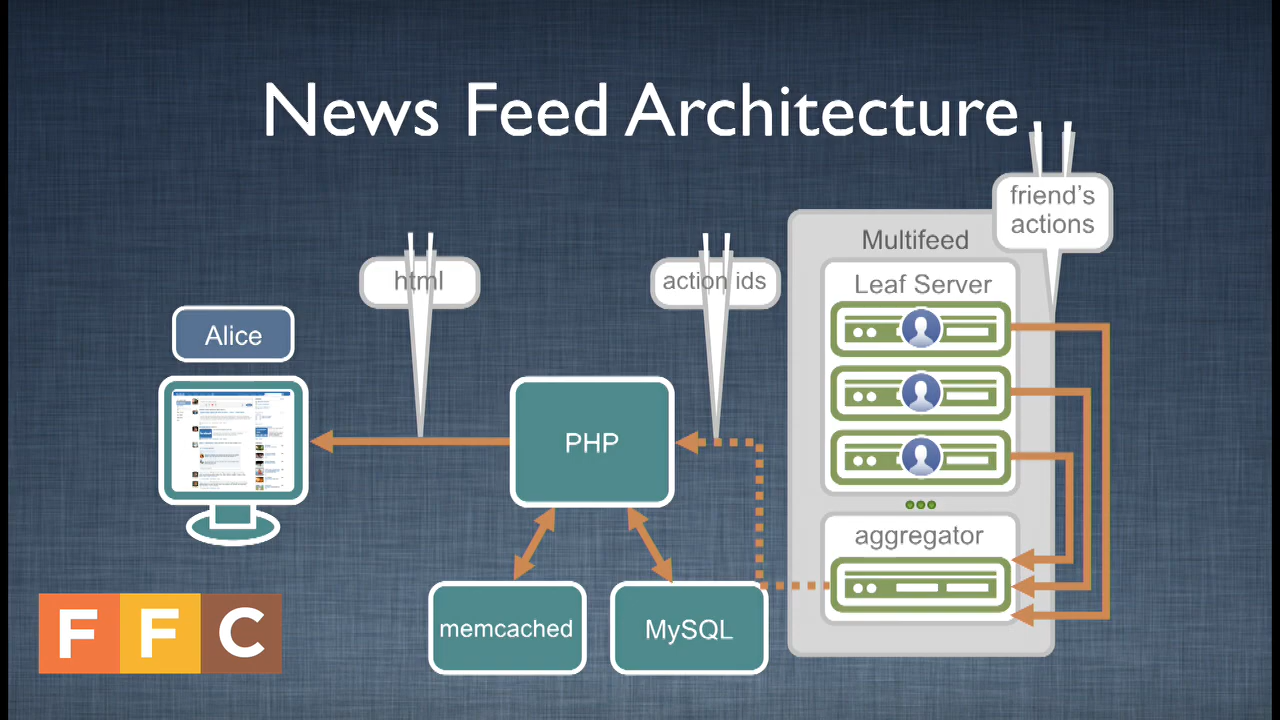 News Feed Architecture
friend's
actions
Multifeed
html
action ids
Leaf Server
Alice
PHP
aggregator
memcached
MySQL
FFC